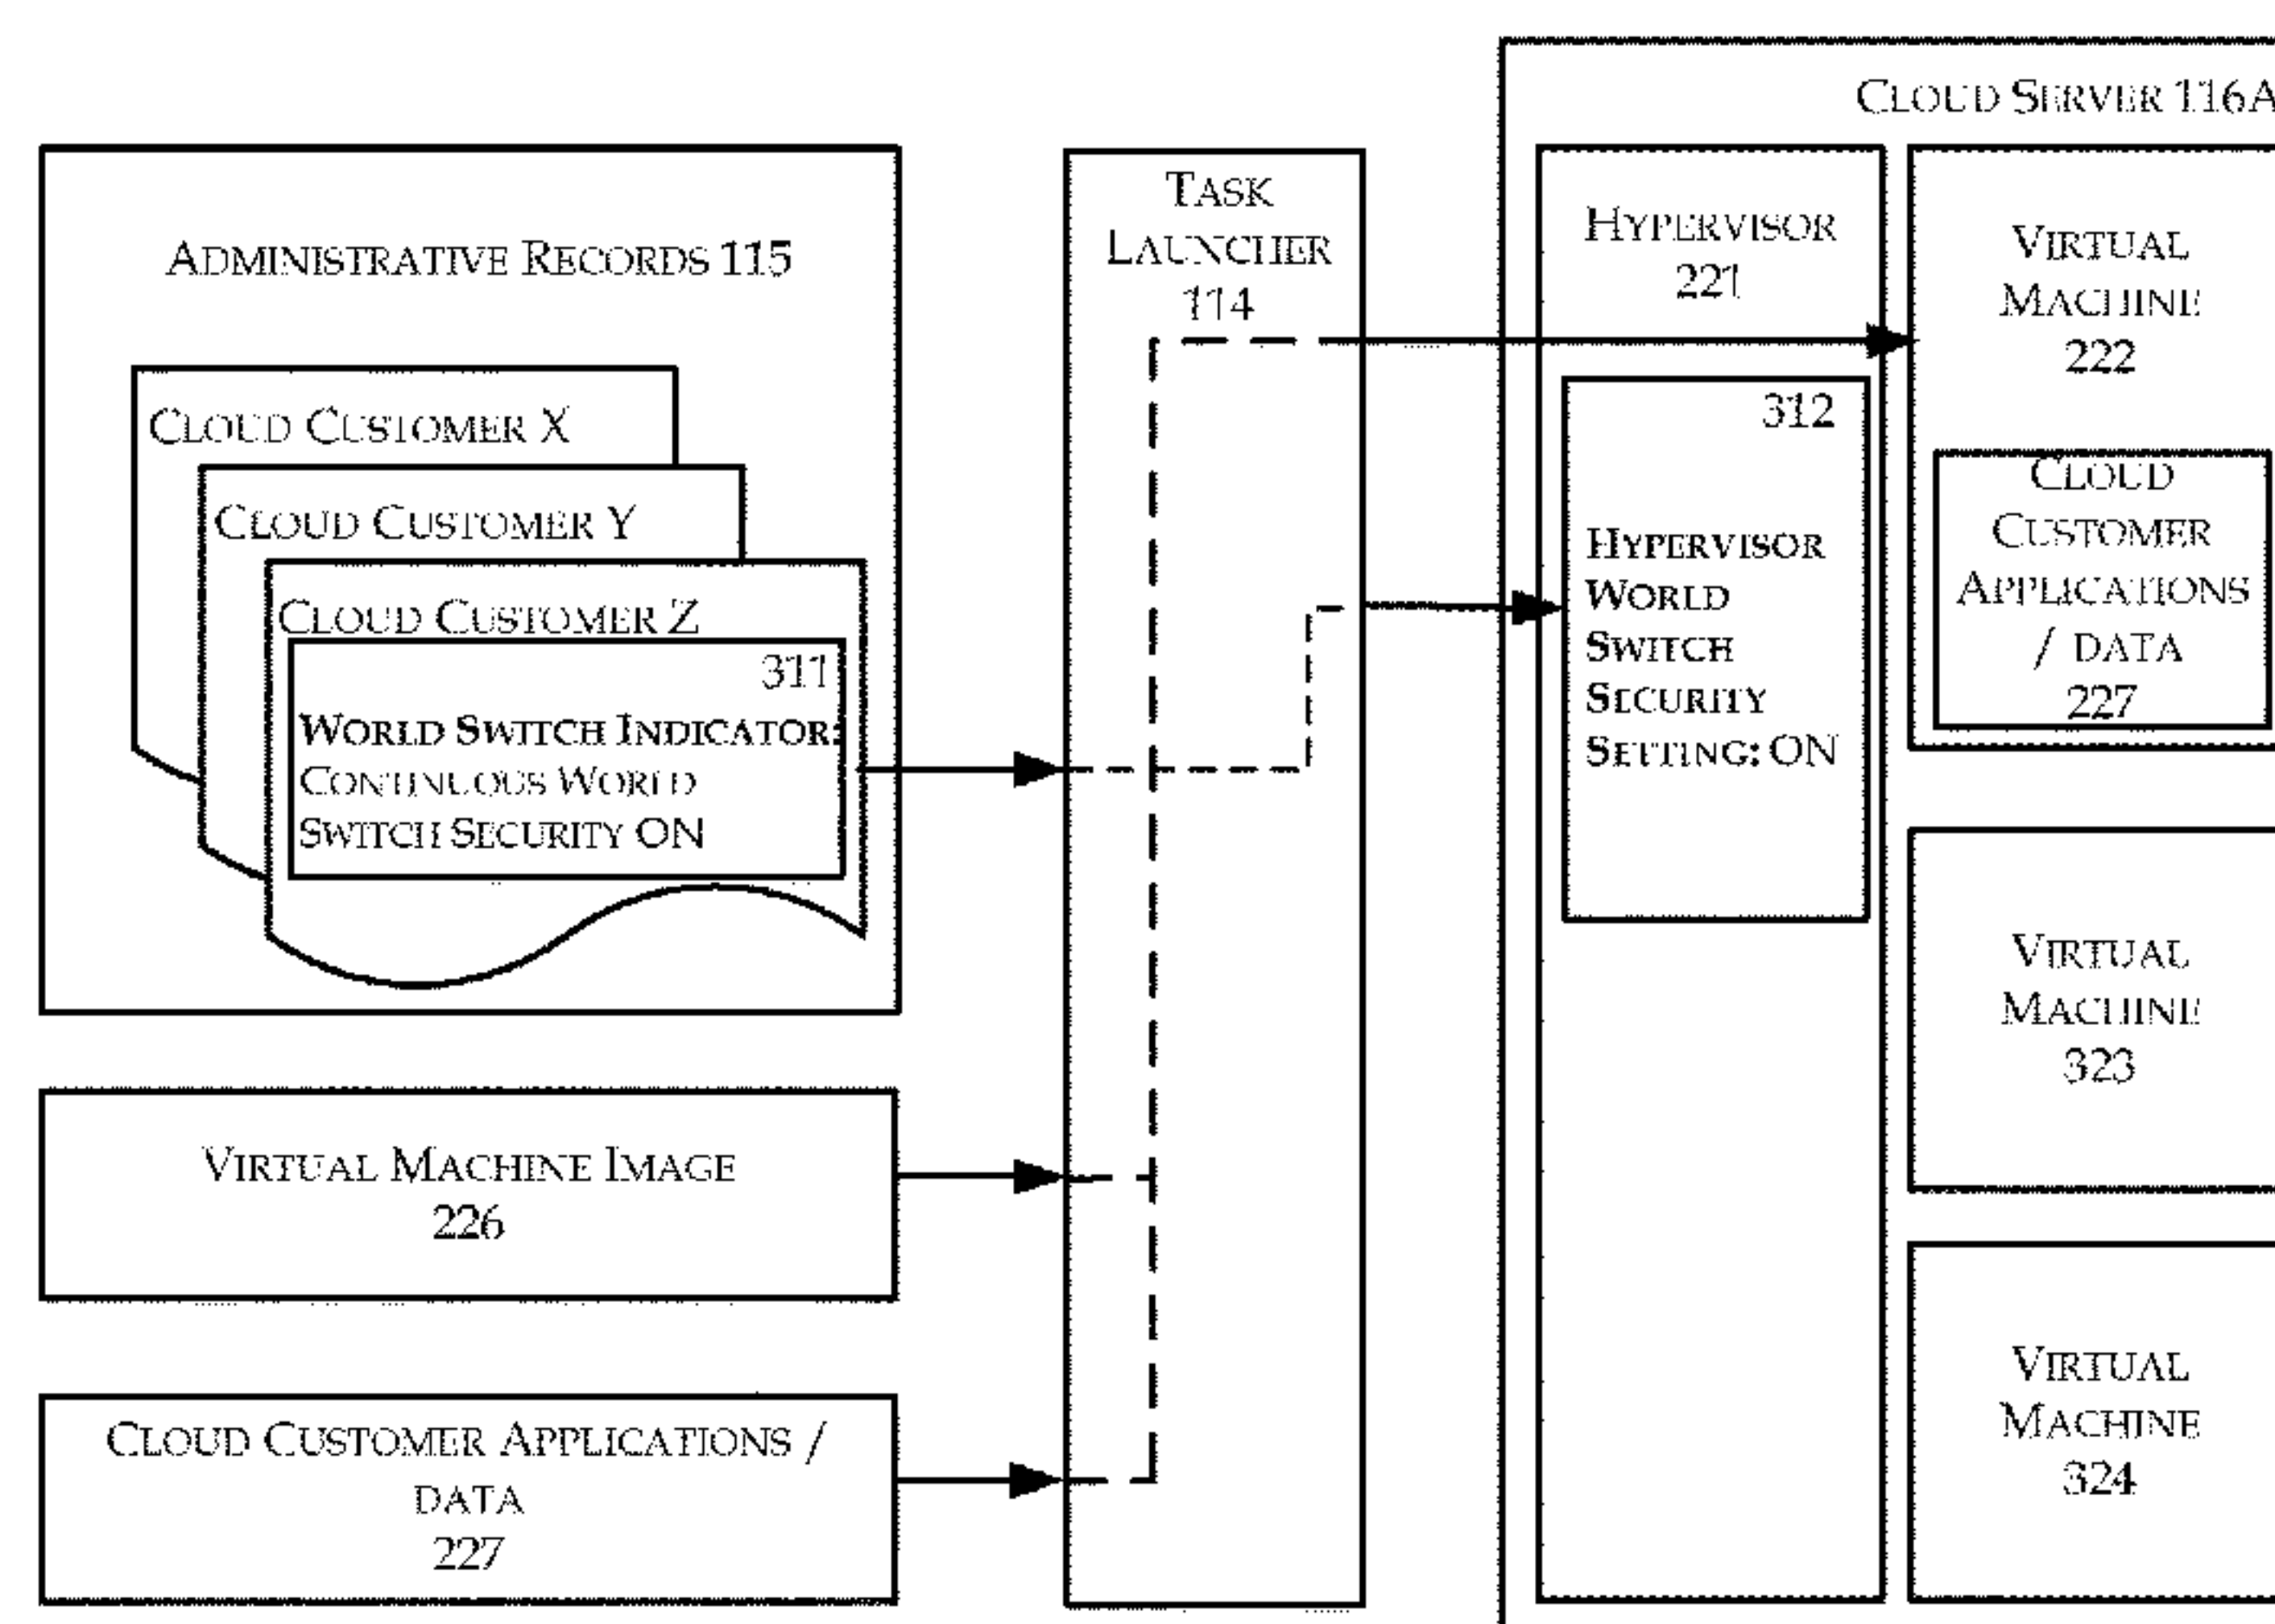 Administrative Records 115
Cloud Customer X
Cloud Customer Y
Cloud Customer Z
311
World Switch Indicator:
Continuous World
Switch Security ON
Virtual Machine Image
226
Cloud Customer Applications /
data
227
Task
Launcher
114
Cloud Server 116A
Hypervisor
221
312
Hypervisor
World
Switch
Security
Setting: ON
Virtual
Machine
222
Cloud
Customer
Applications
/ data
227
Virtual
Machine
323
Virtual
Machine
324